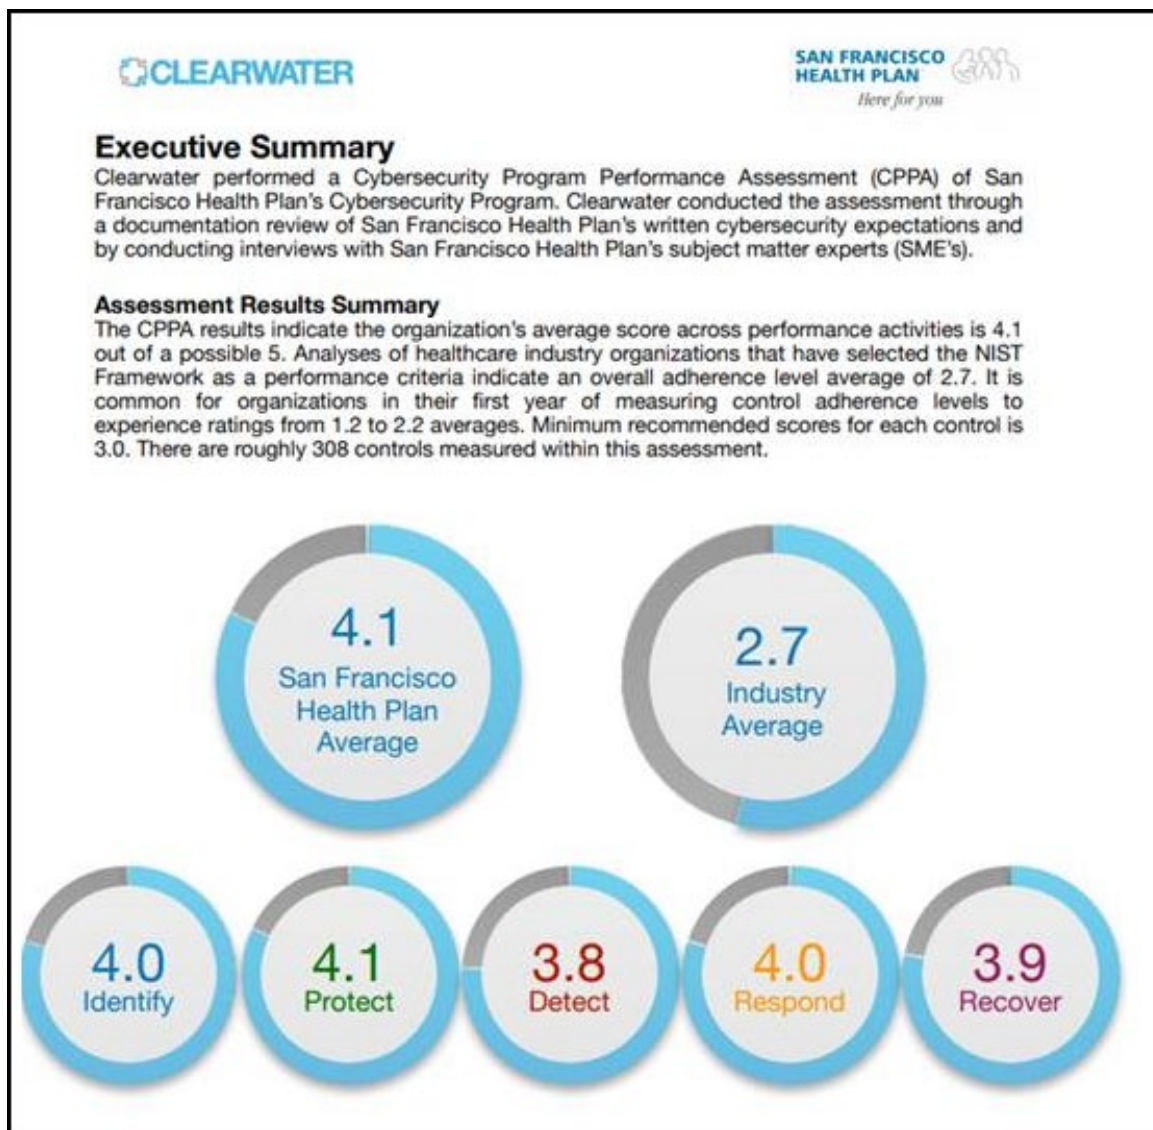 CLEARWATER
SAN FRANCISCO
HEALTH PLAN
Here for you
Executive Summary
Clearwater performed a Cybersecurity Program Performance Assessment (CPPA) of San
Francisco Health Plan's Cybersecurity Program. Clearwater conducted the assessment through
a documentation review of San Francisco Health Plan's written cybersecurity expectations and
by conducting interviews with San Francisco Health Plan's subject matter experts (SME's).
Assessment Results Summary
The CPPA results indicate the organization's average score across performance activities is 4.1
out of a possible 5. Analyses of healthcare industry organizations that have selected the NIST
Framework as a performance criteria indicate an overall adherence level average of 2.7. It is
common for organizations in their first year of measuring control adherence levels to
experience ratings from 1.2 to 2.2 averages. Minimum recommended scores for each control is
3.0. There are roughly 308 controls measured within this assessment.
4.1
San Francisco
Health Plan
Average
2.7
Industry
Average
4.0
Identify
4.1
Protect
3.8
Detect
4.0
Respond
3.9
Recover